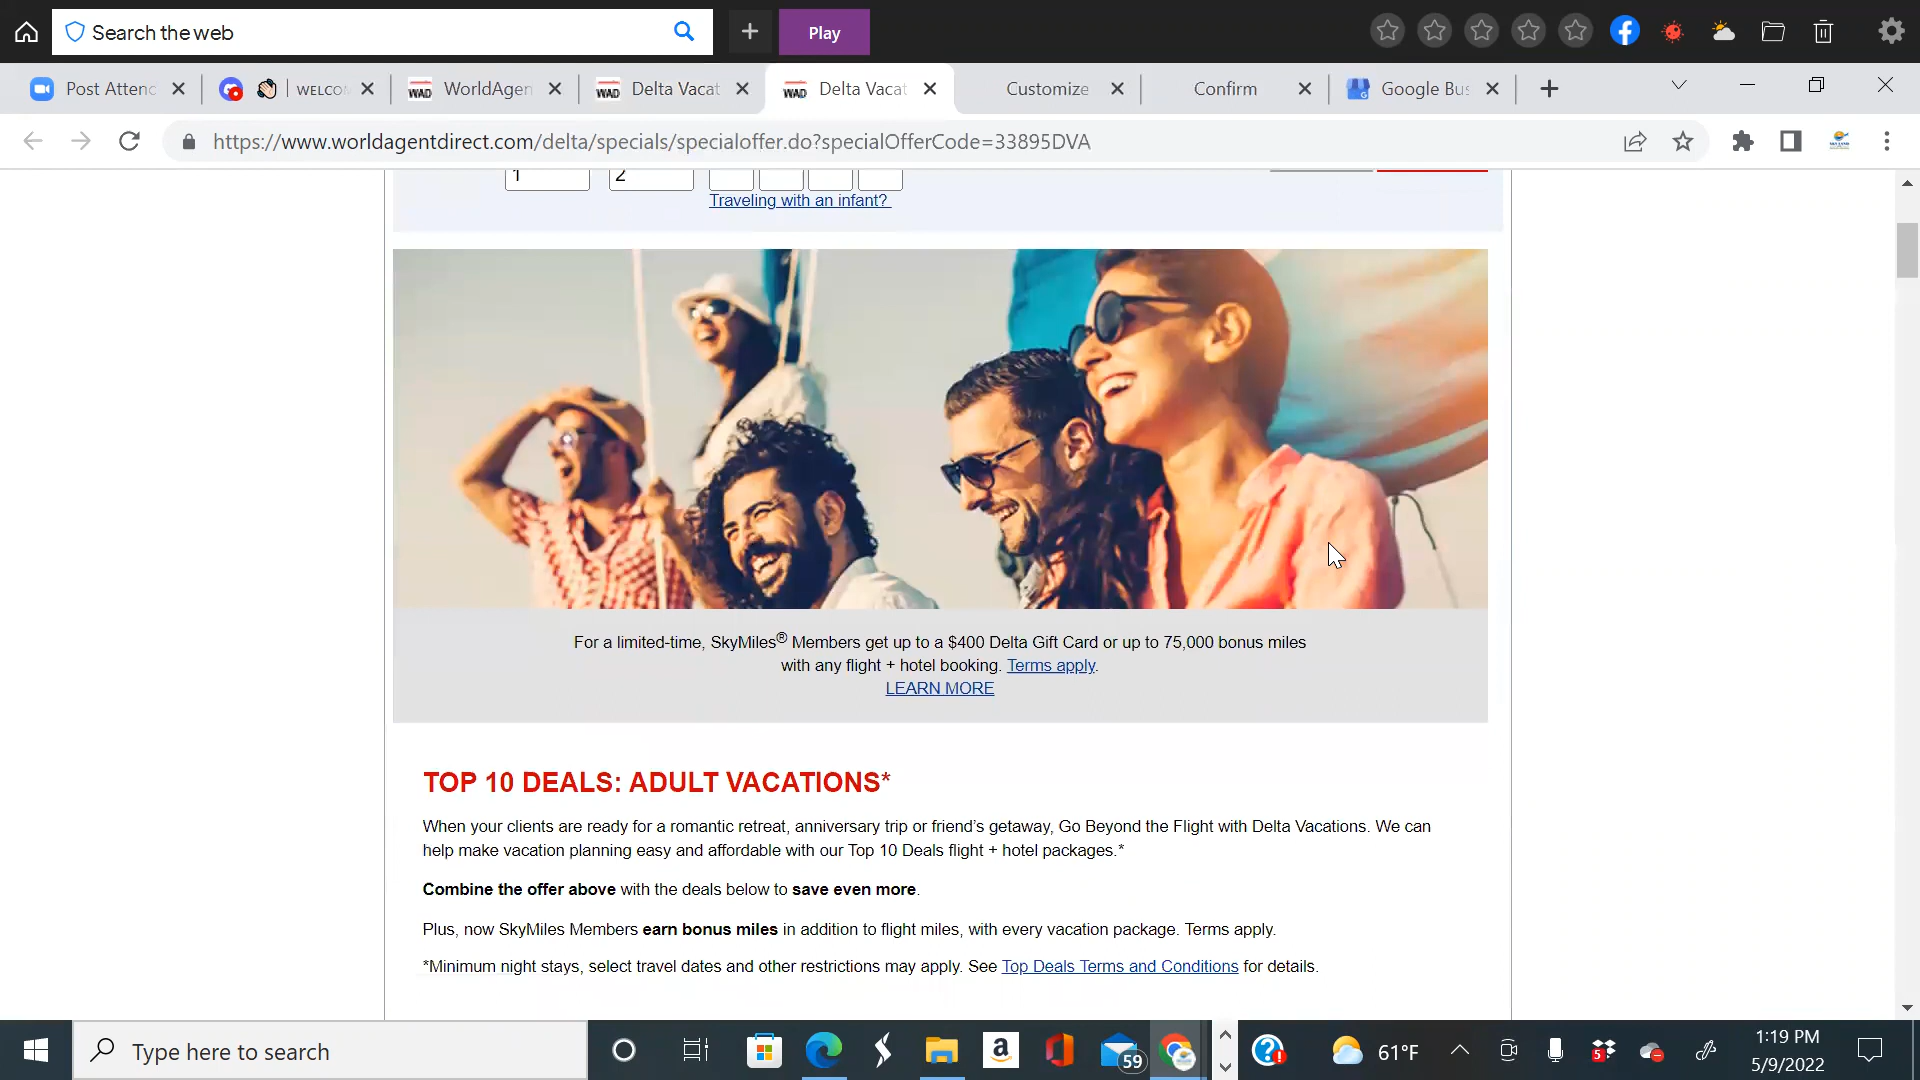 Search the web
Play
Post Attend
WELCO
WAD WorldAgen
WAD Delta Vacat
WAD Delta Vacat
Customize
Confirm
Google Bus
https://www.worldagentdirect.com/delta/specials/specialoffer.do?specialOfferCode=33895DVA
1 2
Traveling with an infant?
For a limited-time, SkyMiles® Members get up to a $400 Delta Gift Card or up to 75,000 bonus miles
with any flight + hotel booking. Terms apply.
LEARN MORE
TOP 10 DEALS: ADULT VACATIONS*
When your clients are ready for a romantic retreat, anniversary trip or friend's getaway, Go Beyond the Flight with Delta Vacations. We can
help make vacation planning easy and affordable with our Top 10 Deals flight + hotel packages.*
Combine the offer above with the deals below to save even more.
Plus, now SkyMiles Members earn bonus miles in addition to flight miles, with every vacation package. Terms apply.
*Minimum night stays, select travel dates and other restrictions may apply. See Top Deals Terms and Conditions for details.
Type here to search
59
61°F
5
1:19 PM
5/9/2022